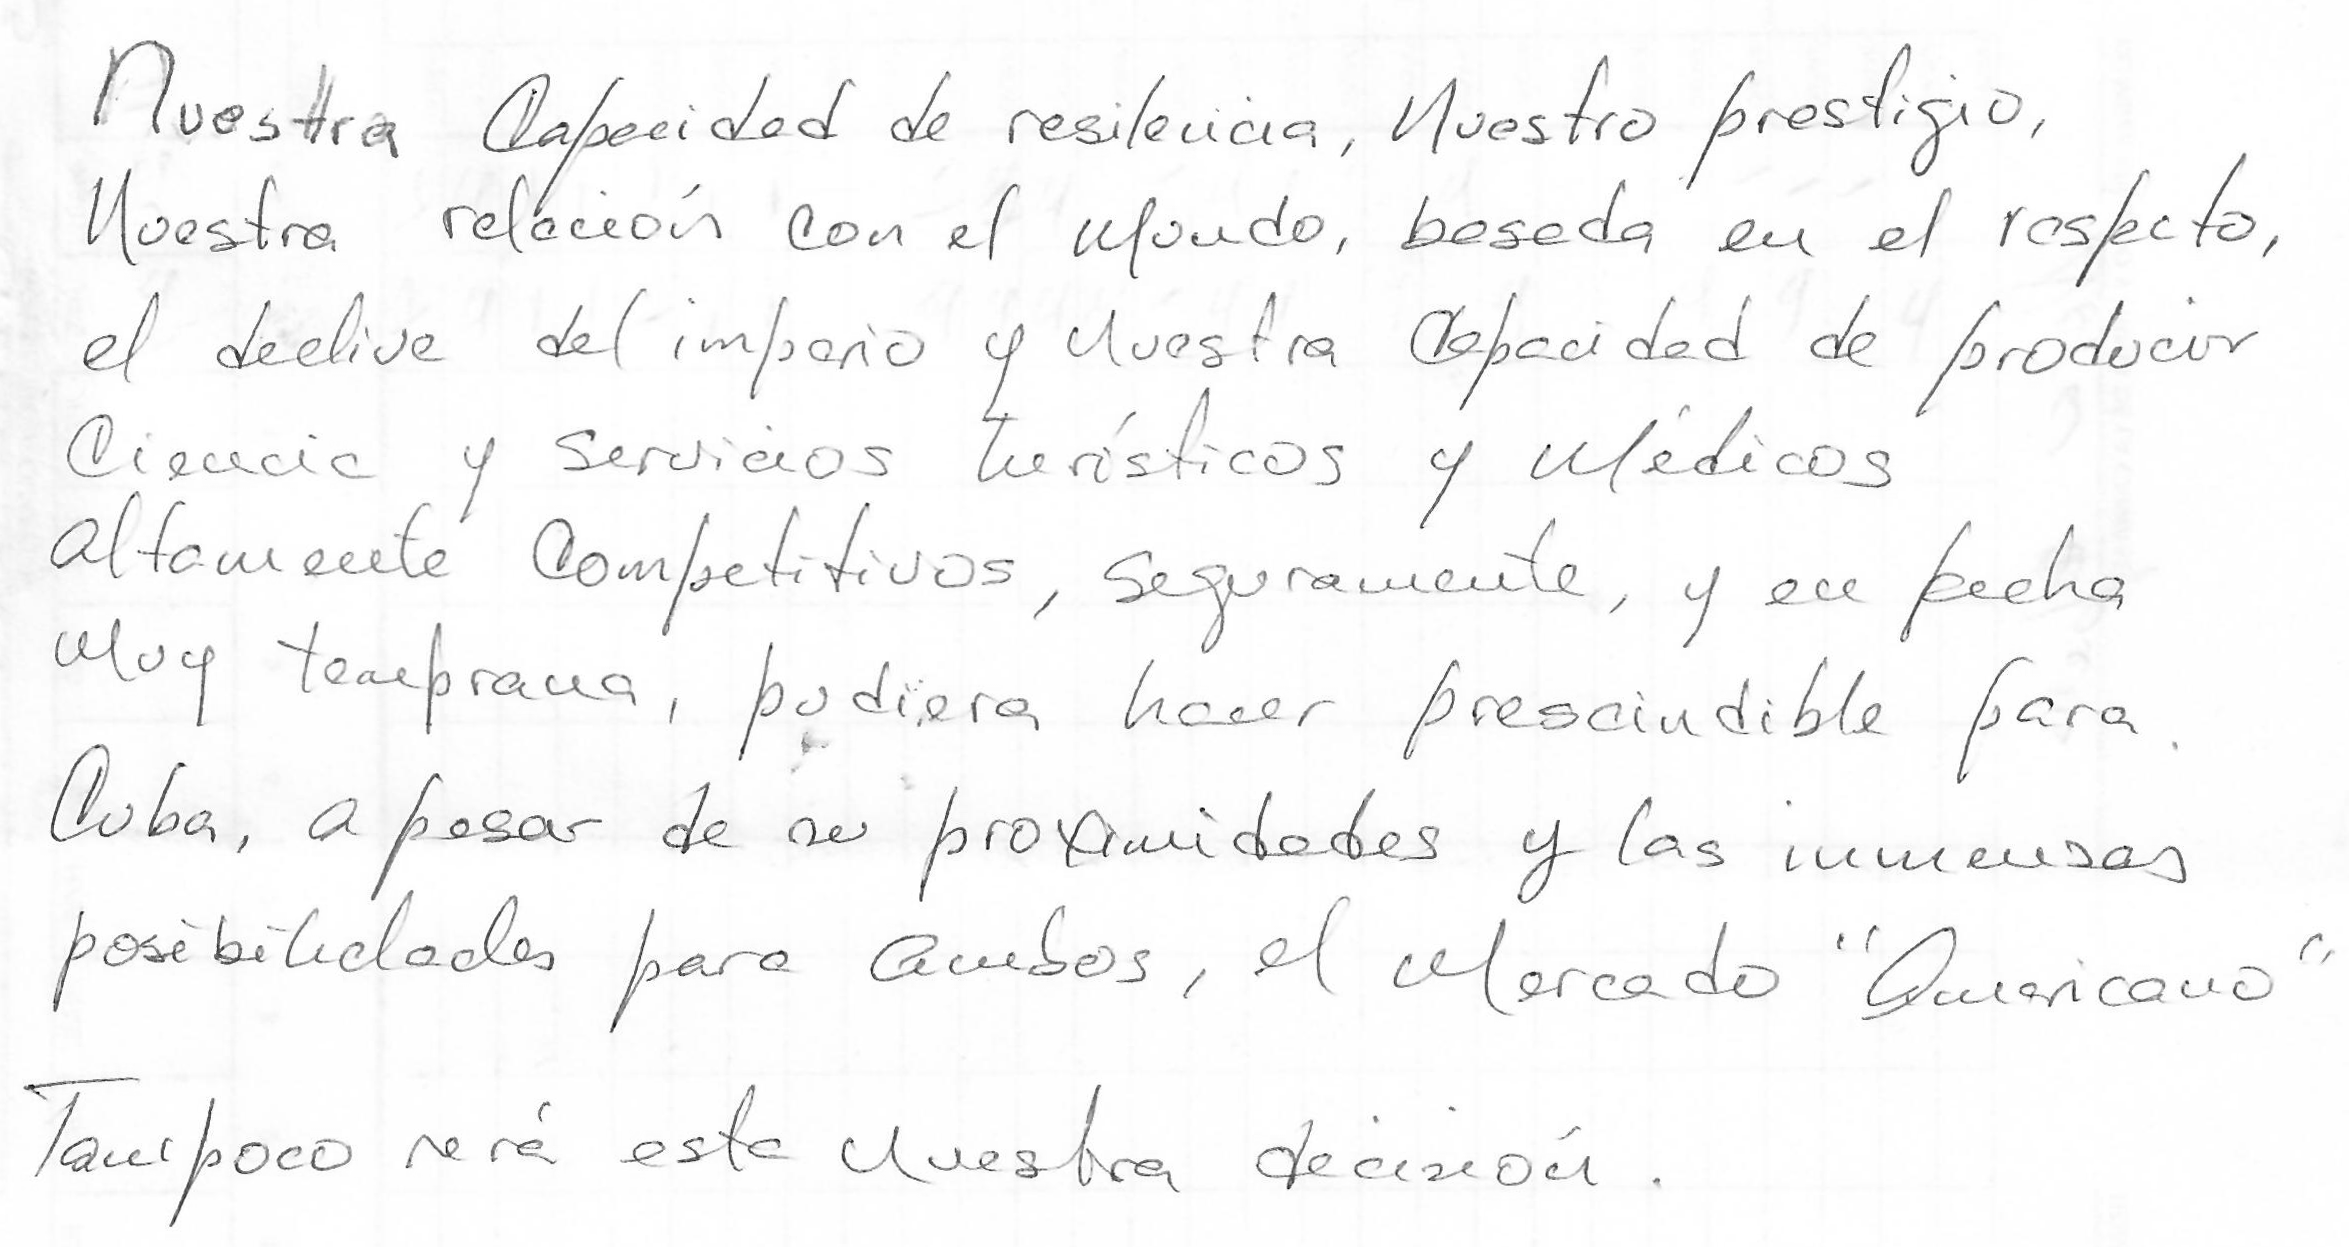 Nuestra Capacidad de resilencia, Nuestro prestigio,
Nuestra relación con el Mundo, basada en el respecto,
el declive del imperio y Nuestra Capacidad de producir
Ciencia y Servicios Turísticos y Médicos
altamente Competitivos, Seguramente, y en fecha
Muy temprana, pudiera hacer prescindible para
Cuba, a pesar de su proximidades y las inmensas
posibilidades para Ambos, el Mercado "Americano"
Tampoco será esta Nuestra decisión.